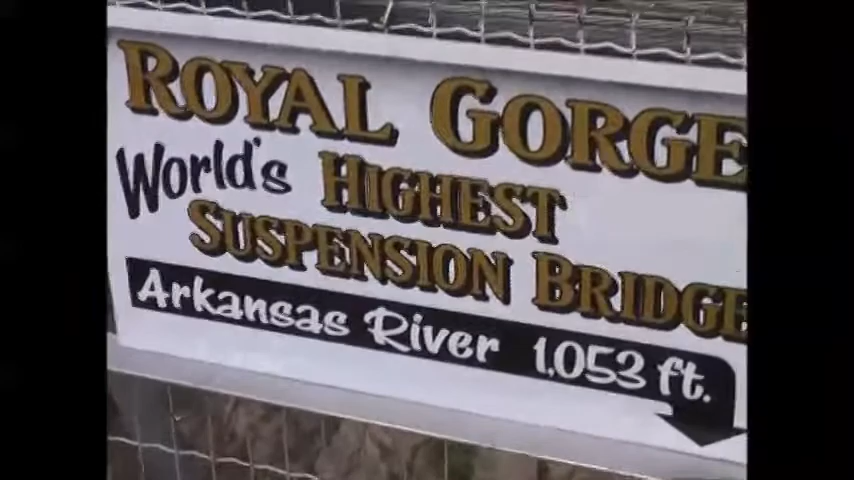 ROYAL GORGE
World's HIGHEST
SUSPENSION BRIDGE
Arkansas River 1,053 ft.